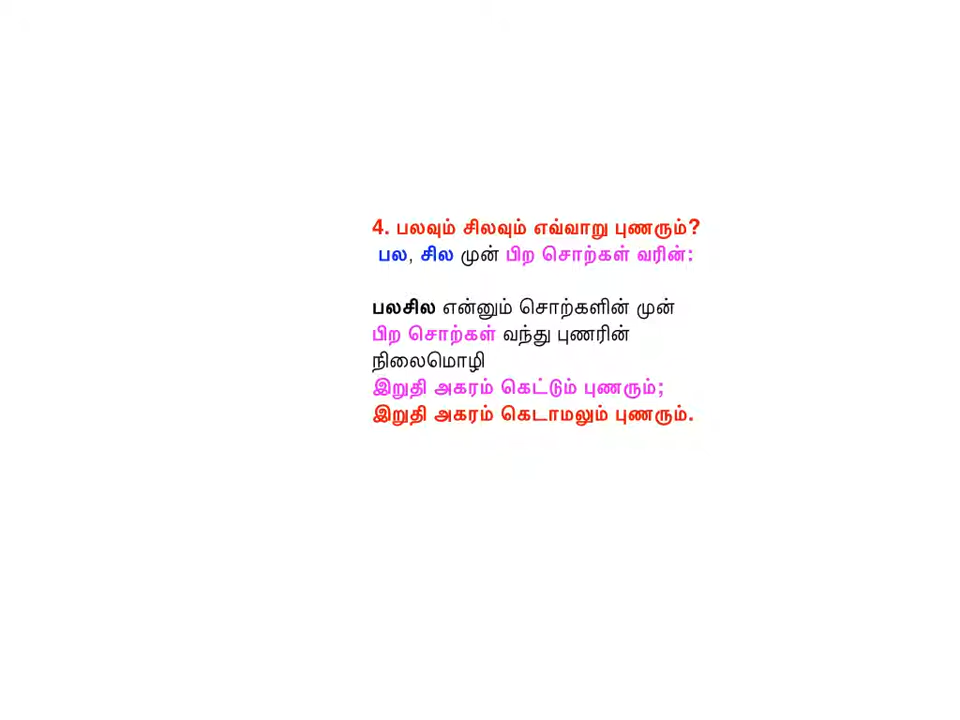 4. பலவும் சிலவும் எவ்வாறு புணரும்?
பல, சில முன் பிற சொற்கள் வரின்:
பலசில என்னும் சொற்களின் முன்
பிற சொற்கள் வந்து புணரின்
நிலைமொழி
இறுதி அகரம் கெட்டும் புணரும்;
இறுதி அகரம் கெடாமலும் புணரும்.